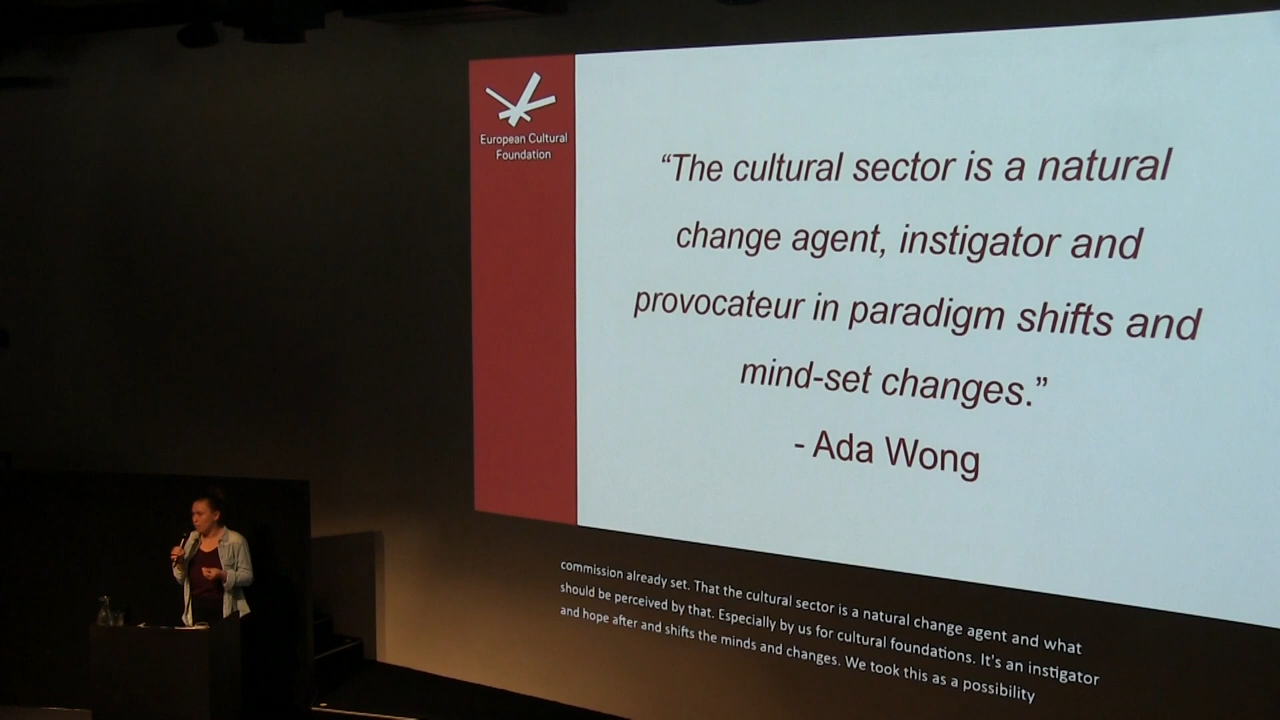 European Cultural
Foundation
“The cultural sector is a natural
change agent, instigator and
provocateur in paradigm shifts and
mind-set changes.”
- Ada Wong
commission already set. That the cultural sector is a natural change agent and what
should be perceived by that. Especially by us for cultural foundations. It's an instigator
and hope after and shifts the minds and changes. We took this as a possibility